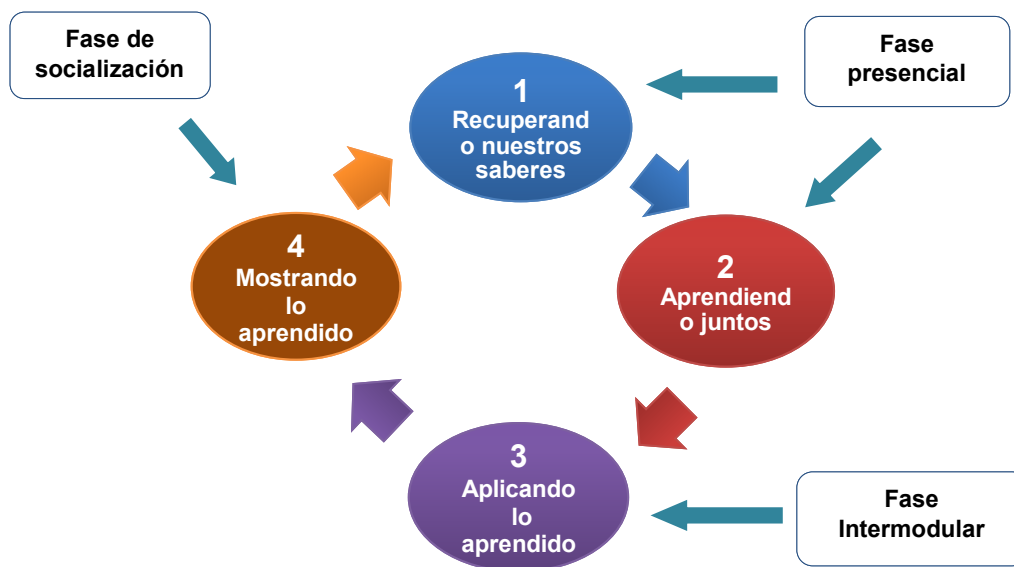 Fase de
socialización
Fase
presencial
1
Recuperand
o nuestros
saberes
2
Aprendiend
o juntos
3
Aplicando
lo
aprendido
4
Mostrando
lo
aprendido
Fase
Intermodular